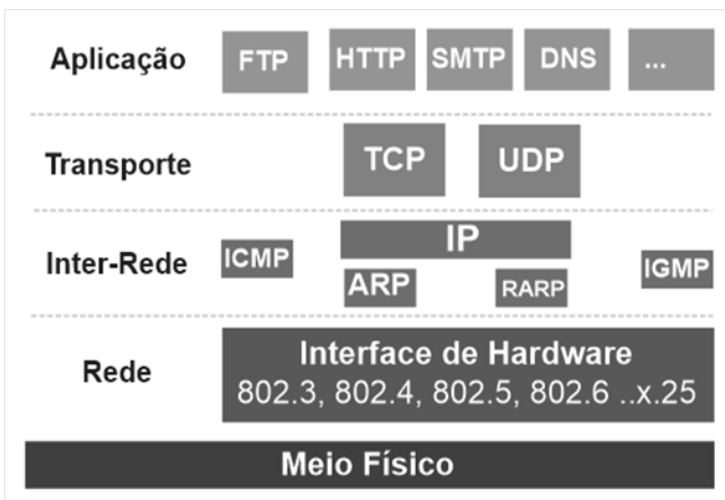 Aplicação FTP HTTP SMTP DNS ...
Transporte TCP UDP
Inter-Rede ICMP IP IGMP
ARP RARP
Rede Interface de Hardware
802.3, 802.4, 802.5, 802.6 ..x.25
Meio Físico